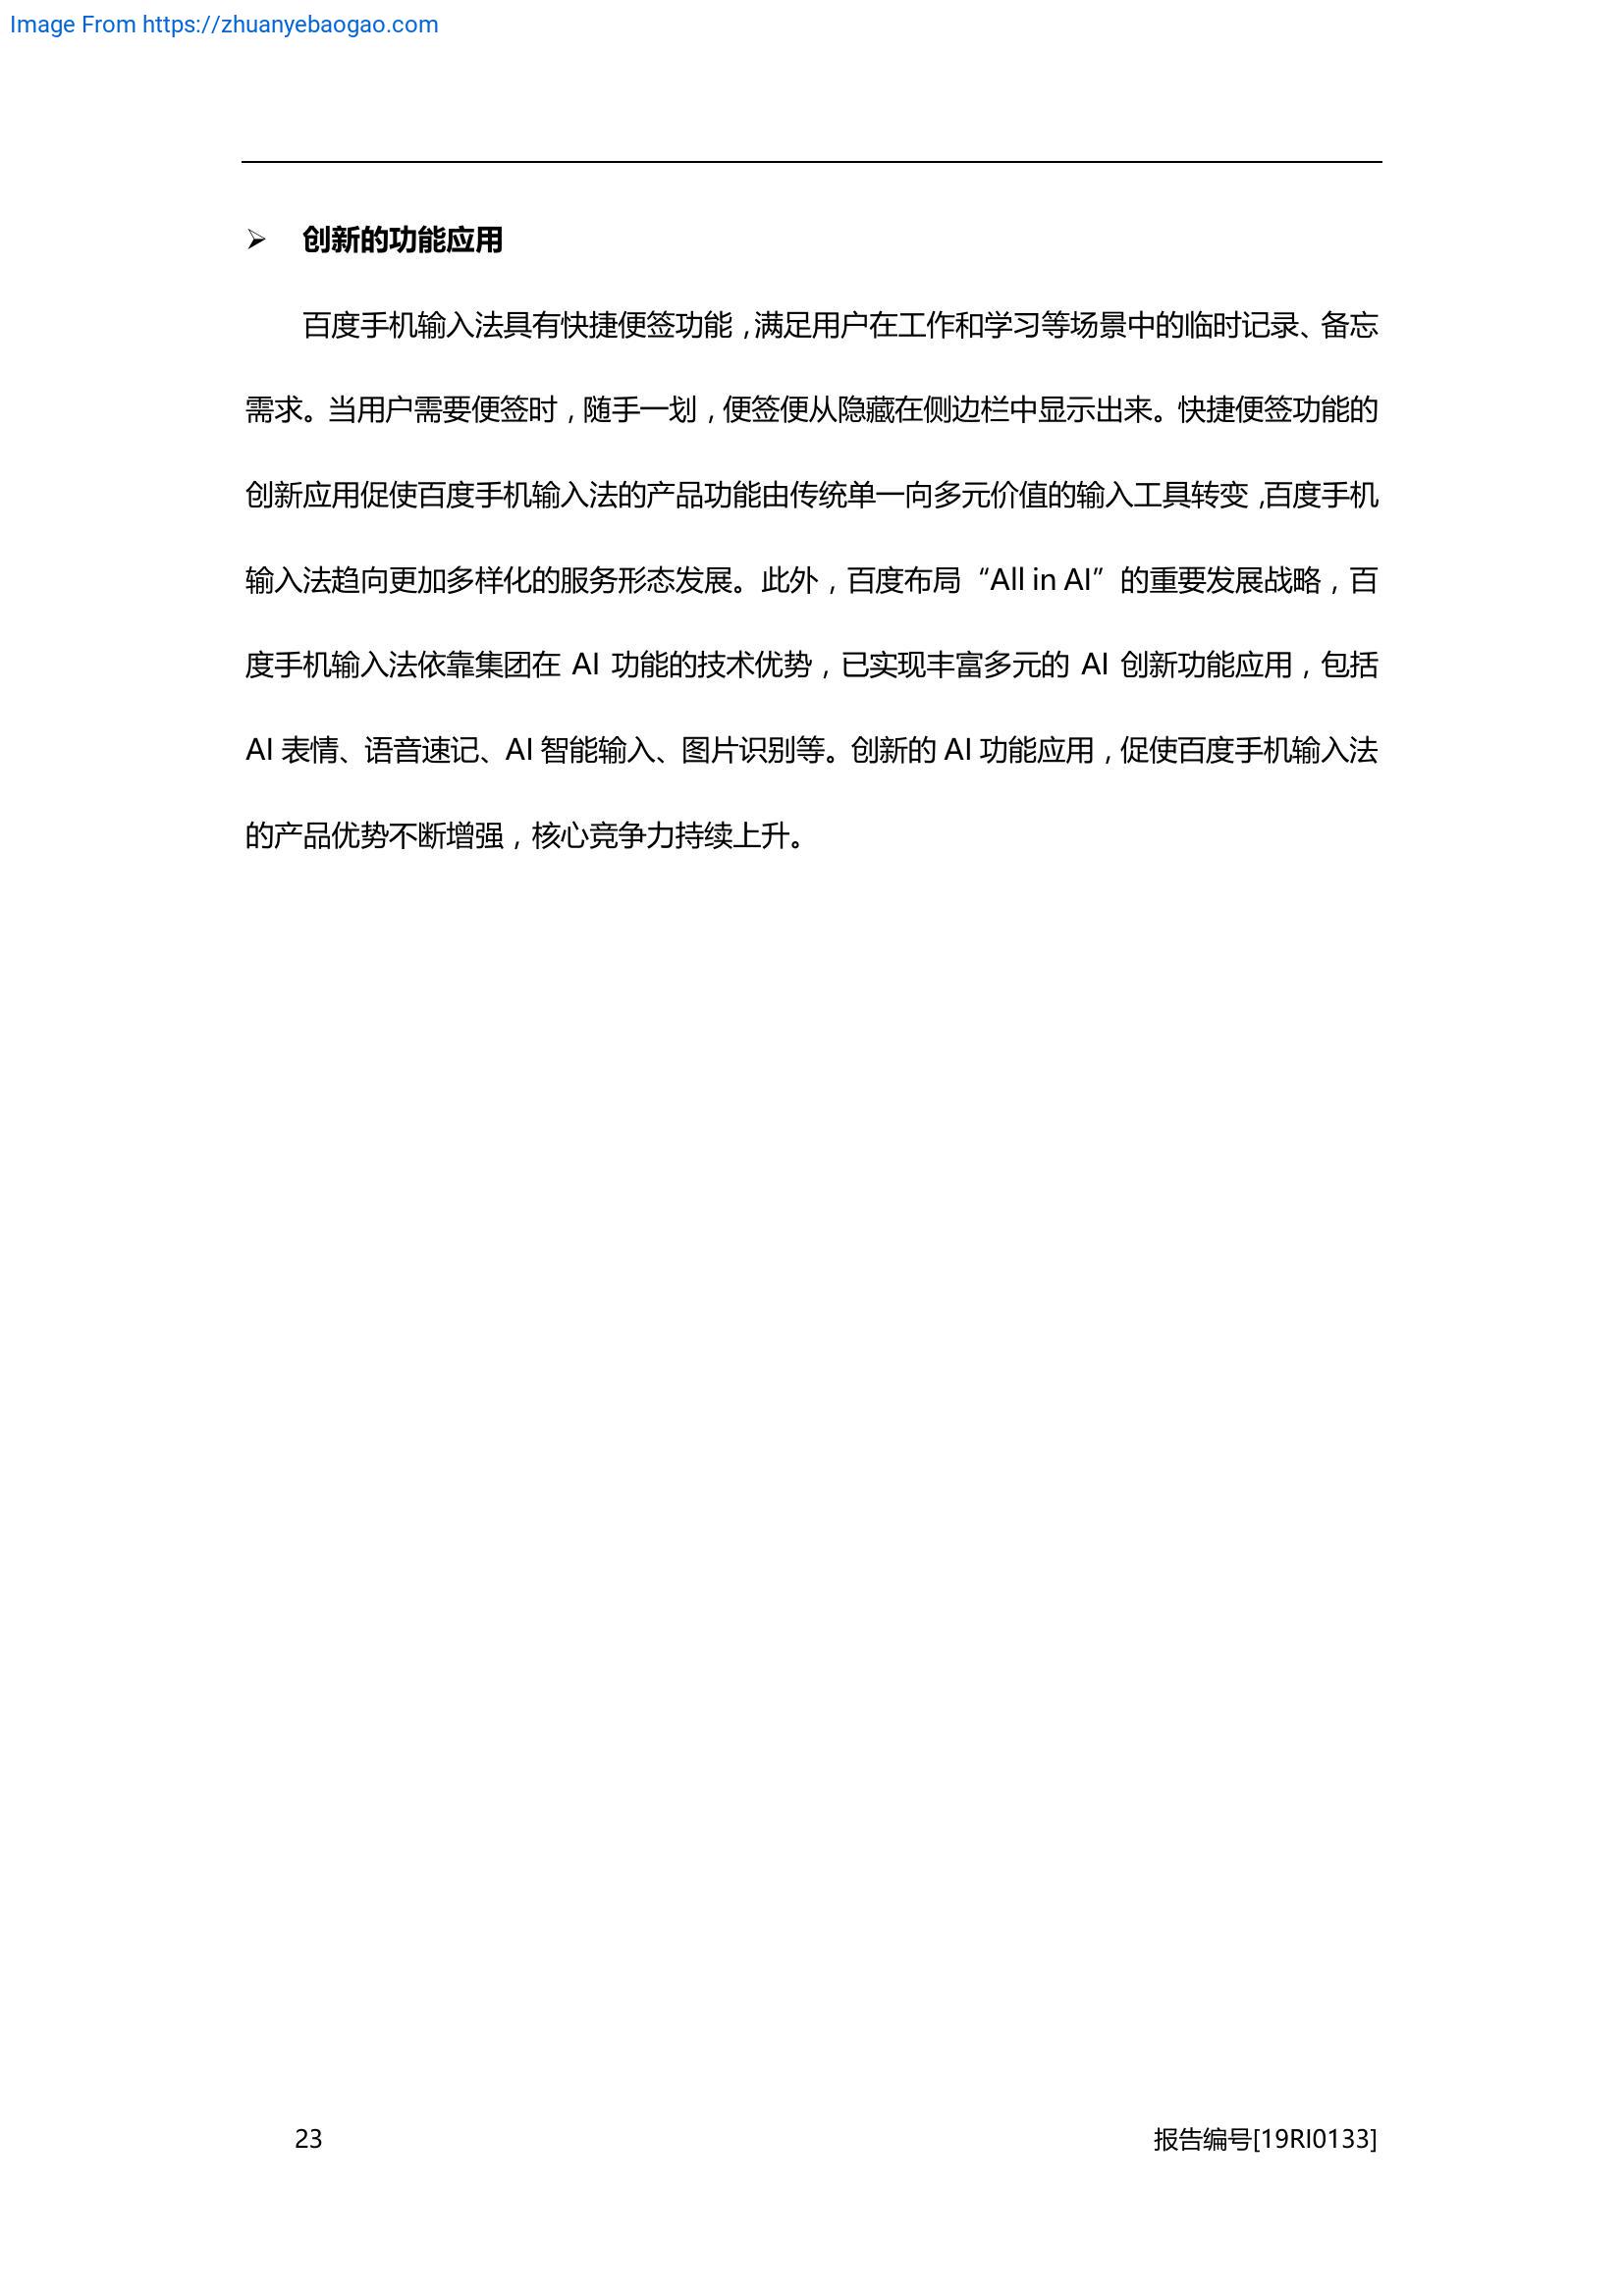 Image From https://zhuanyebaogao.com
➢ 创新的功能应用
百度手机输入法具有快捷便签功能，满足用户在工作和学习等场景中的临时记录、备忘
需求。当用户需要便签时，随手一划，便签便从隐藏在侧边栏中显示出来。快捷便签功能的
创新应用促使百度手机输入法的产品功能由传统单一向多元价值的输入工具转变，百度手机
输入法趋向更加多样化的服务形态发展。此外，百度布局“All in AI”的重要发展战略，百
度手机输入法依靠集团在 AI 功能的技术优势，已实现丰富多元的 AI 创新功能应用，包括
AI 表情、语音速记、AI 智能输入、图片识别等。创新的 AI 功能应用，促使百度手机输入法
的产品优势不断增强，核心竞争力持续上升。
23 报告编号[19RI0133]